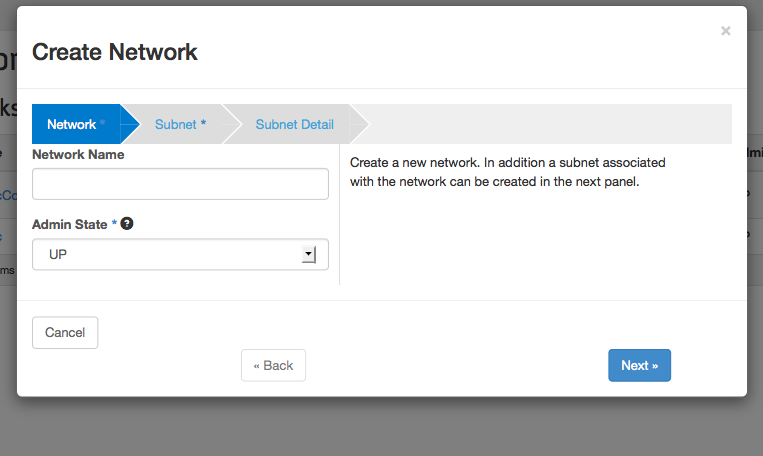 ×
Create Network
Network *
Subnet *
Subnet Detail
Network Name
Create a new network. In addition a subnet associated
with the network can be created in the next panel.
Admin State * ?
UP
Cancel
« Back
Next »